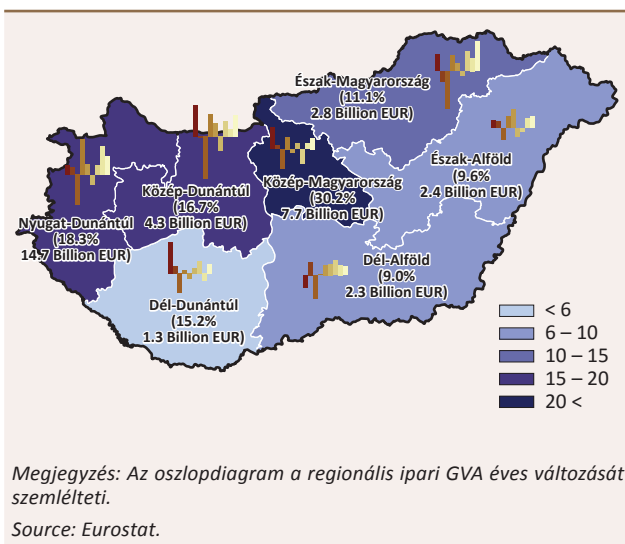 Észak-Magyarország
(11.1%
2.8 Billion EUR)
Észak-Alföld
(9.6%
2.4 Billion EUR)
Közép-Dunántúl
(16.7%
4.3 Billion EUR)
Közép-Magyarország
(30.2%
7.7 Billion EUR)
Nyugat-Dunántúl
(18.3%
14.7 Billion EUR)
Dél-Alföld
(9.0%
2.3 Billion EUR)
Dél-Dunántúl
(15.2%
1.3 Billion EUR)
< 6
6 – 10
10 – 15
15 – 20
20 <
Megjegyzés: Az oszlopdiagram a regionális ipari GVA éves változását
szemlélteti.
Source: Eurostat.